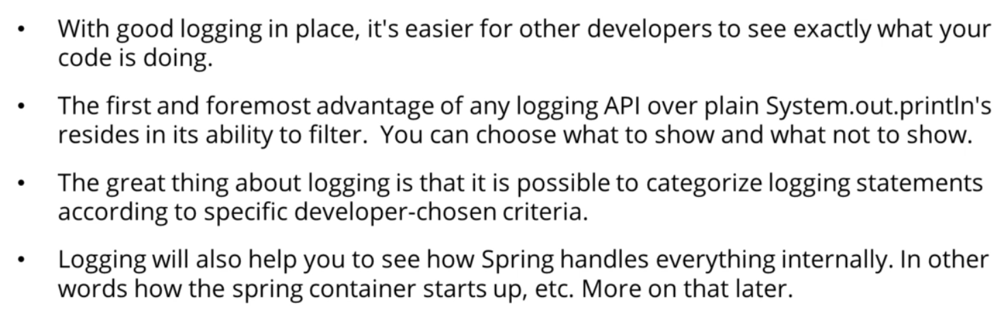 • With good logging in place, it's easier for other developers to see exactly what your
code is doing.
• The first and foremost advantage of any logging API over plain System.out.println's
resides in its ability to filter.  You can choose what to show and what not to show.
• The great thing about logging is that it is possible to categorize logging statements
according to specific developer-chosen criteria.
• Logging will also help you to see how Spring handles everything internally. In other
words how the spring container starts up, etc. More on that later.